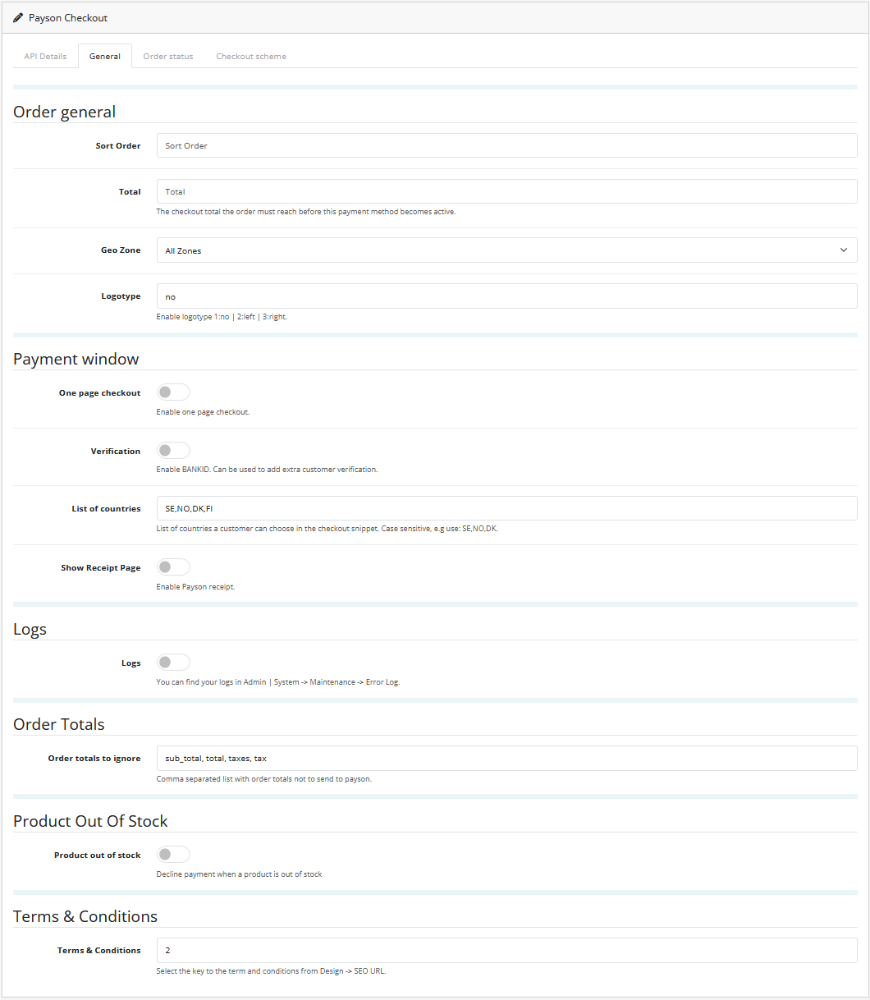 Payson Checkout
API Details General Order status Checkout scheme
Order general
Sort Order Sort Order
Total Total
The checkout total the order must reach before this payment method becomes active.
Geo Zone All Zones
Logotype no
Enable logotype 1:no | 2:left | 3:right.
Payment window
One page checkout
Enable one page checkout.
Verification
Enable BANKID. Can be used to add extra customer verification.
List of countries SE,NO,DK,FI
List of countries a customer can choose in the checkout snippet. Case sensitive, e.g use: SE,NO,DK.
Show Receipt Page
Enable Payson receipt.
Logs
Logs
You can find your logs in Admin | System -> Maintenance -> Error Log.
Order Totals
Order totals to ignore sub_total, total, taxes, tax
Comma separated list with order totals not to send to payson.
Product Out Of Stock
Product out of stock
Decline payment when a product is out of stock
Terms & Conditions
Terms & Conditions 2
Select the key to the term and conditions from Design -> SEO URL.